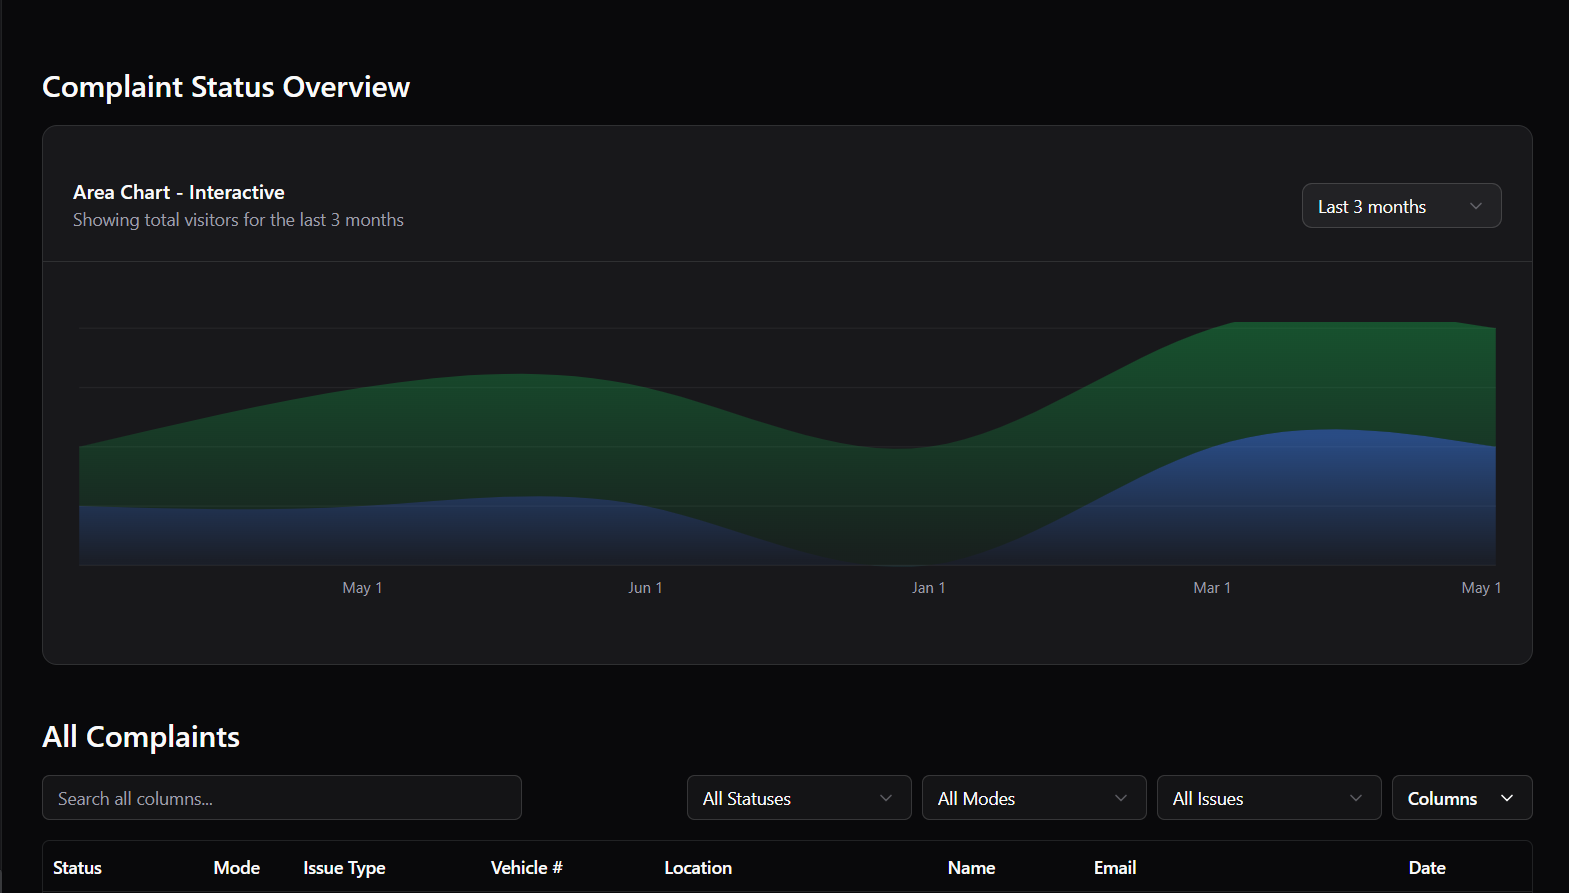 Complaint Status Overview
Area Chart - Interactive
Showing total visitors for the last 3 months
Last 3 months
May 1 Jun 1 Jan 1 Mar 1 May 1
All Complaints
Search all columns... All Statuses All Modes All Issues Columns
Status Mode Issue Type Vehicle # Location Name Email Date